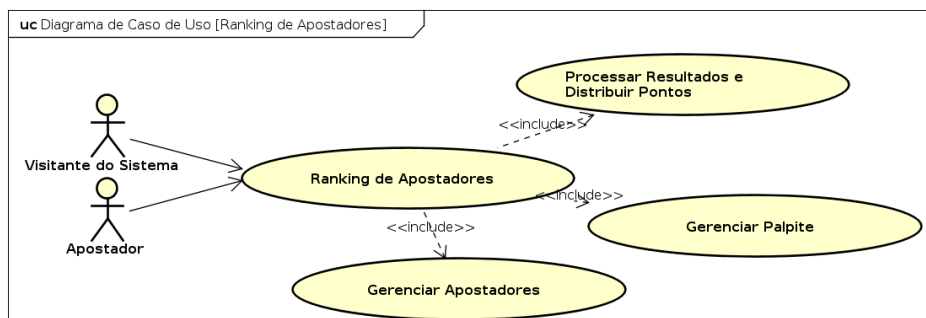 uc Diagrama de Caso de Uso [Ranking de Apostadores]
Processar Resultados e
Distribuir Pontos
<<include>>
Visitante do Sistema
Ranking de Apostadores
<<include>>
Apostador
<<include>>
Gerenciar Palpite
Gerenciar Apostadores